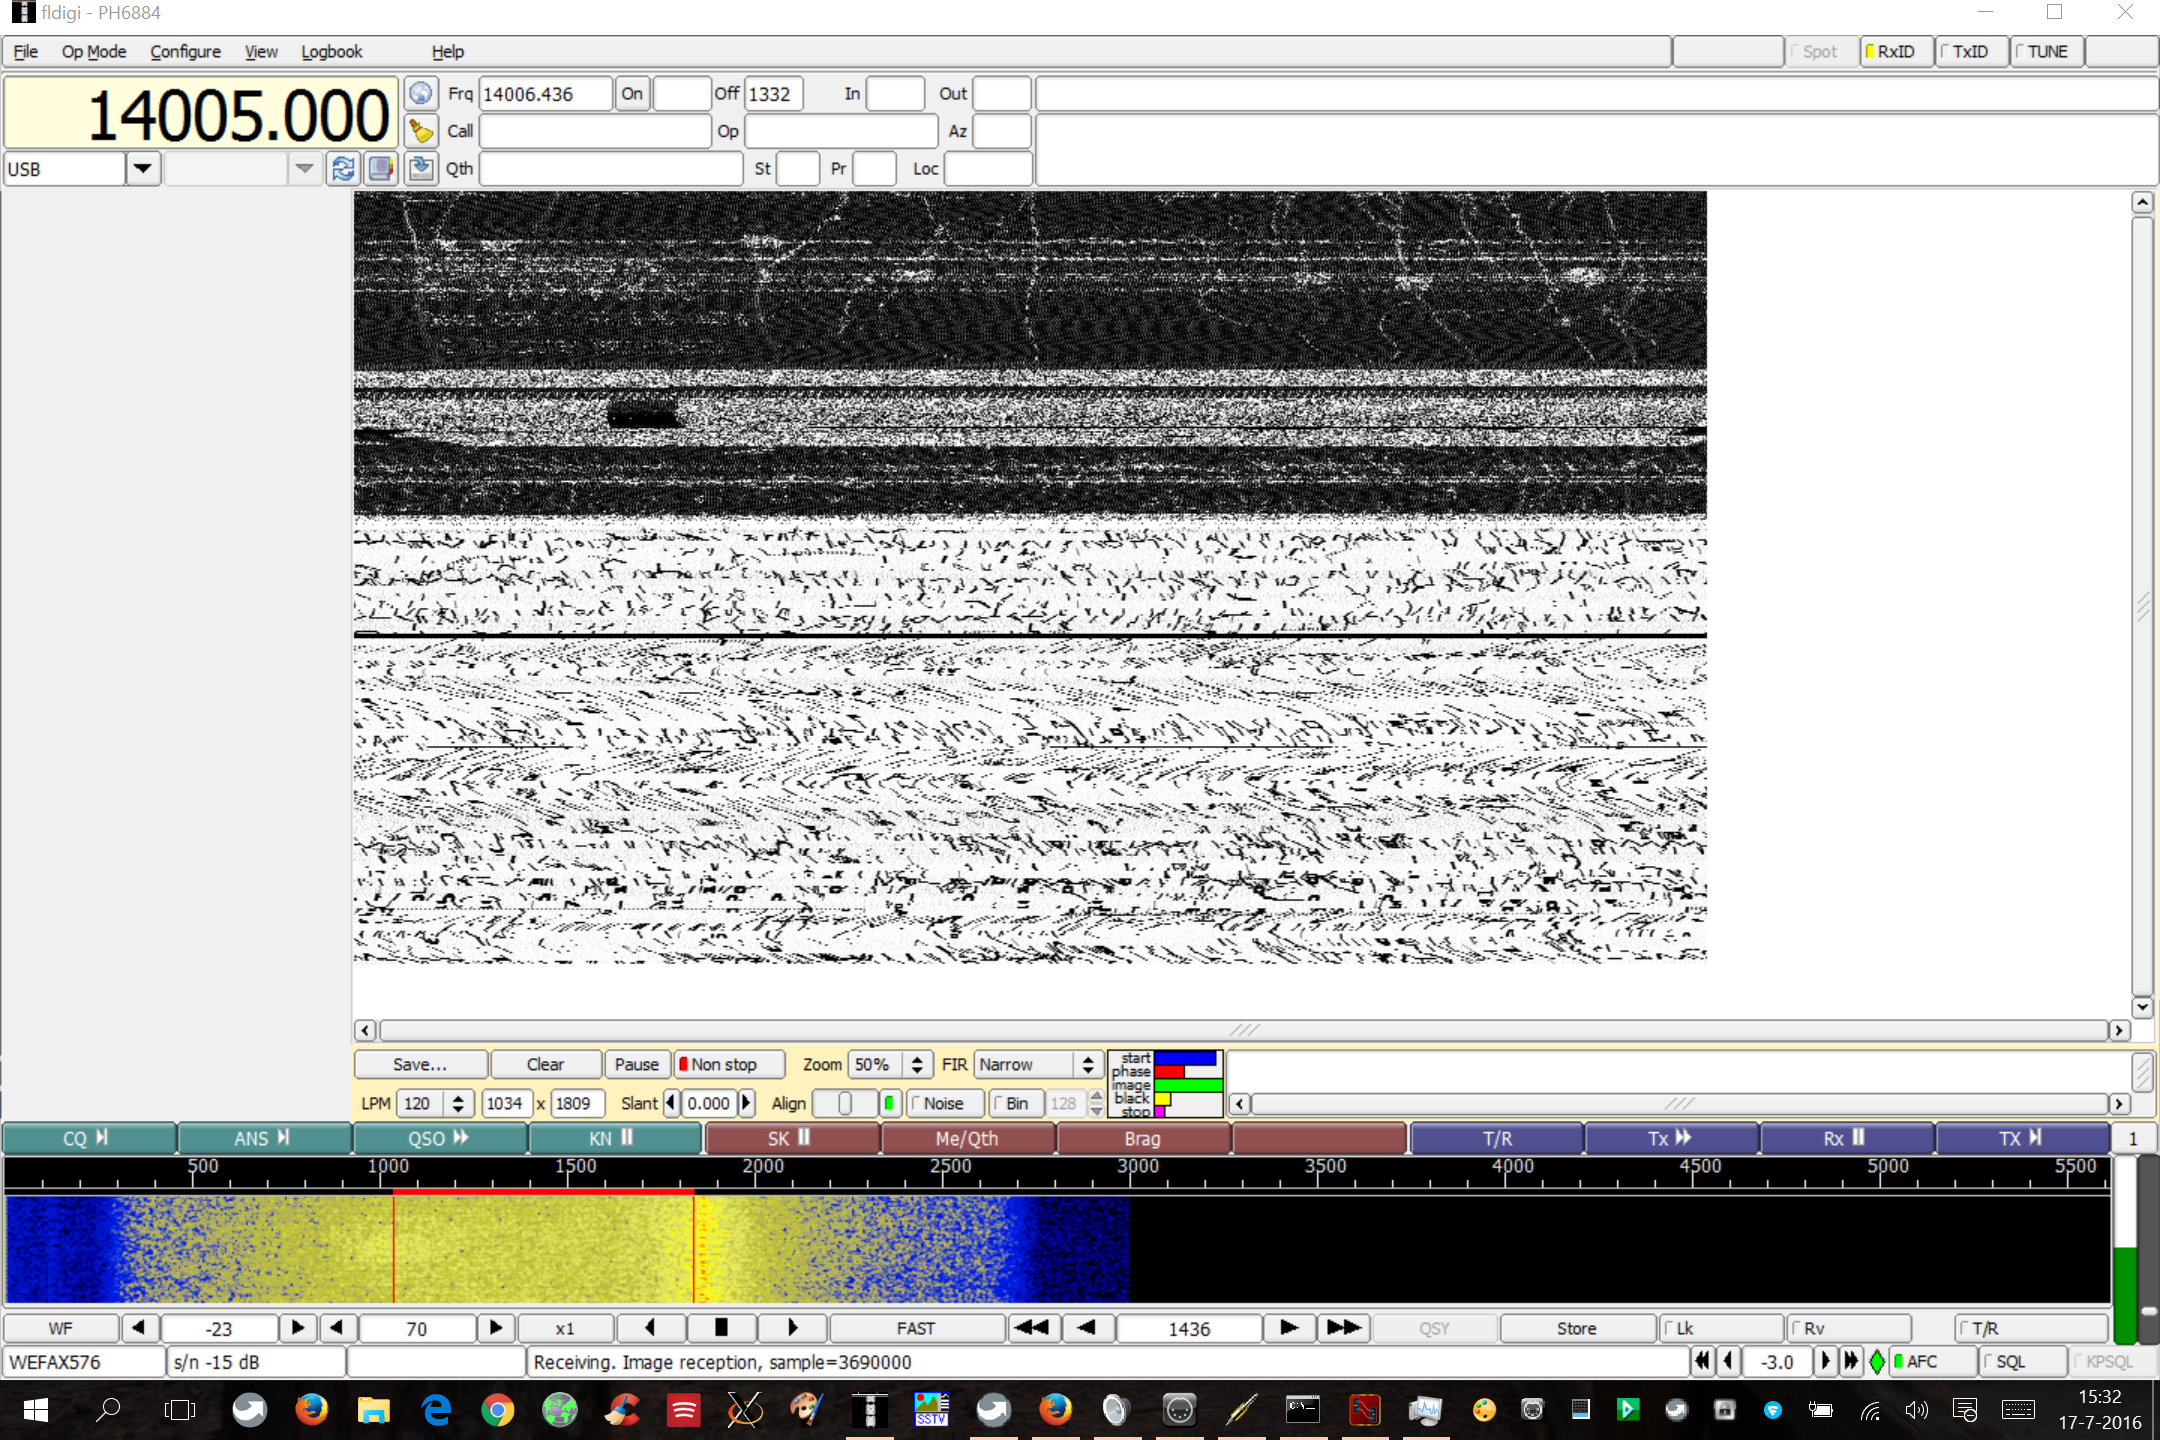 fldigi - PH6884
File Op Mode Configure View Logbook Help Spot RxID TxID TUNE
14005.000
Frq 14006.436 On Off 1332 In Out
Call Op Az
USB
Qth St Pr Loc
Save... Clear Pause Non stop Zoom 50% FIR Narrow
LPM 120 1034 x 1809 Slant 0.000 Align Noise Bin 128
start
phase
image
black
stop
CQ ANS QSO KN SK Me/Qth Brag T/R Tx Rx TX 1
500 1000 1500 2000 2500 3000 3500 4000 4500 5000 5500
WF -23 70 x1 FAST 1436 QSY Store Lk Rv T/R
WEFAX576 s/n -15 dB Receiving. Image reception, sample=3690000 -3.0 AFC SQL KPSQL
SSTV
C:\
15:32
17-7-2016